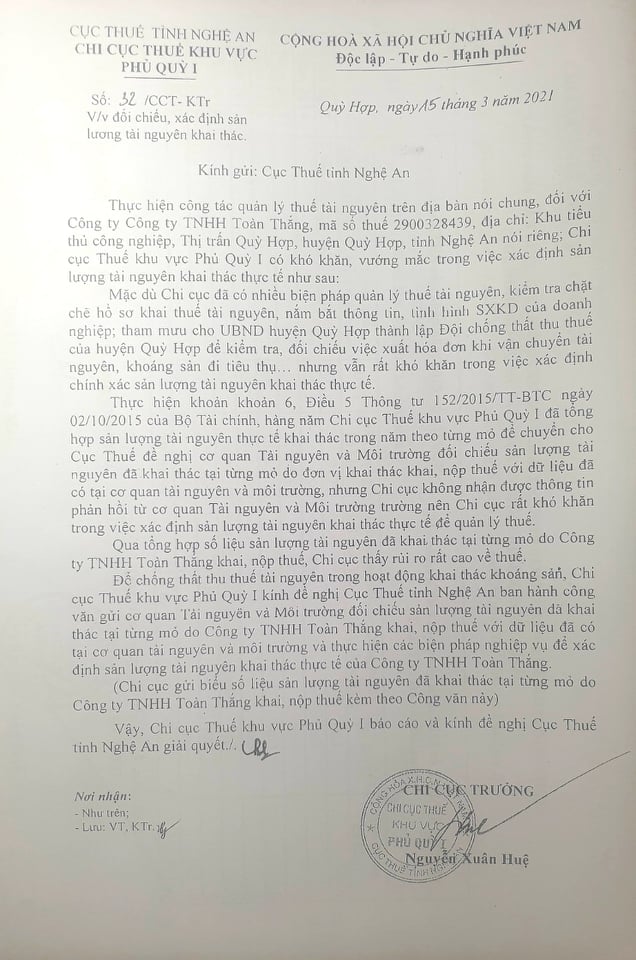 CỤC THUẾ TỈNH NGHỆ AN
CHI CỤC THUẾ KHU VỰC
PHỦ QUỲ I
CỘNG HOÀ XÃ HỘI CHỦ NGHĨA VIỆT NAM
Độc lập - Tự do - Hạnh phúc
Số: 32 /CCT- KTr
V/v đối chiếu, xác định sản
lương tài nguyên khai thác.
Quỳ Hợp, ngày 15 tháng 3 năm 2021
Kính gửi: Cục Thuế tỉnh Nghệ An
Thực hiện công tác quản lý thuế tài nguyên trên địa bàn nói chung, đối với
Công ty Công ty TNHH Toàn Thắng, mã số thuế 2900328439, địa chỉ: Khu tiểu
thủ công nghiệp, Thị trấn Quỳ Hợp, huyện Quỳ Hợp, tỉnh Nghệ An nói riêng; Chi
cục Thuế khu vực Phủ Quỳ I có khó khăn, vướng mắc trong việc xác định sản
lượng tài nguyên khai thác thực tế như sau:
Mặc dù Chi cục đã có nhiều biện pháp quản lý thuế tài nguyên, kiểm tra chặt
chẽ hồ sơ khai thuế tài nguyên, nắm bắt thông tin, tình hình SXKD của doanh
nghiệp; tham mưu cho UBND huyện Quỳ Hợp thành lập Đội chống thất thu thuế
của huyện Quỳ Hợp để kiểm tra, đối chiếu việc xuất hóa đơn khi vận chuyển tài
nguyên, khoáng sản đi tiêu thụ... nhưng vẫn rất khó khăn trong việc xác định
chính xác sản lượng tài nguyên khai thác thực tế.
Thực hiện khoản khoản 6, Điều 5 Thông tư 152/2015/TT-BTC ngày
02/10/2015 của Bộ Tài chính, hàng năm Chi cục Thuế khu vực Phủ Quỳ I đã tổng
hợp sản lượng tài nguyên thực tế khai thác trong năm theo từng mỏ để chuyển cho
Cục Thuế đề nghị cơ quan Tài nguyên và Môi trường đối chiếu sản lượng tài
nguyên đã khai thác tại từng mỏ do đơn vị khai thác khai, nộp thuế với dữ liệu đã
có tại cơ quan tài nguyên và môi trường, nhưng Chi cục không nhận được thông tin
phản hồi từ cơ quan Tài nguyên và Môi trường trường nên Chi cục rất khó khăn
trong việc xác định sản lượng tài nguyên khai thác thực tế để quản lý thuế.
Qua tổng hợp số liệu sản lượng tài nguyên đã khai thác tại từng mỏ do Công
ty TNHH Toàn Thắng khai, nộp thuế, Chi cục thấy rủi ro rất cao về thuế.
Để chống thất thu thuế tài nguyên trong hoạt động khai thác khoáng sản, Chi
cục Thuế khu vực Phủ Quỳ I kính đề nghị Cục Thuế tỉnh Nghệ An ban hành công
văn gửi cơ quan Tài nguyên và Môi trường đối chiếu sản lượng tài nguyên đã khai
thác tại từng mỏ do Công ty TNHH Toàn Thắng khai, nộp thuế với dữ liệu đã có
tại cơ quan tài nguyên và môi trường và thực hiện các biện pháp nghiệp vụ để xác
định sản lượng tài nguyên khai thác thực tế của Công ty TNHH Toàn Thắng.
(Chi cục gửi biểu số liệu sản lượng tài nguyên đã khai thác tại từng mỏ do
Công ty TNHH Toàn Thắng khai, nộp thuế kèm theo Công văn này)
Vậy, Chi cục Thuế khu vực Phủ Quỳ I báo cáo và kính đề nghị Cục Thuế
tỉnh Nghệ An giải quyết./.
Nơi nhận:
- Như trên;
- Lưu: VT, KTr.
CHI CỤC TRƯỞNG
CHI CỤC THUẾ
KHU VỰC
PHỦ QUỲ I
CỤC THUẾ TỈNH NGHỆ AN
Nguyễn Xuân Huệ